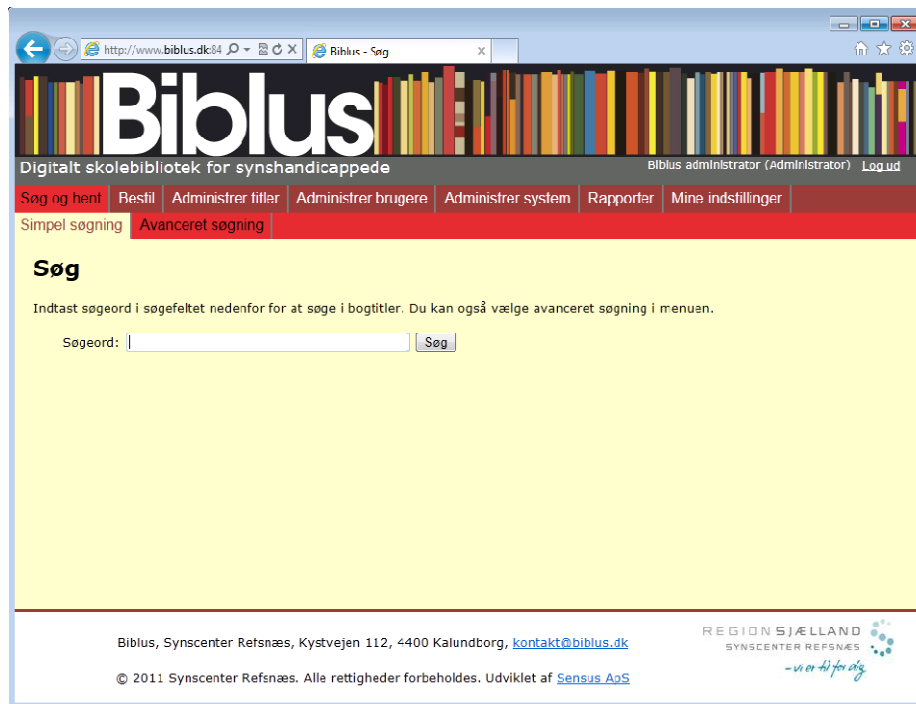 http://www.biblus.dk:84
Biblus - Søg
Biblus
Digitalt skolebibliotek for synshandicappede
Biblus administrator (Administrator) Log ud
Søg og hent Bestil Administrer titler Administrer brugere Administrer system Rapporter Mine indstillinger
Simpel søgning Avanceret søgning
Søg
Indtast søgeord i søgefeltet nedenfor for at søge i bogtitler. Du kan også vælge avanceret søgning i menuen.
Søgeord: Søg
REGION SJÆLLAND
SYNSCENTER REFSNÆS
- vi er til for dig
Biblus, Synscenter Refsnæs, Kystvejen 112, 4400 Kalundborg, kontakt@biblus.dk
© 2011 Synscenter Refsnæs. Alle rettigheder forbeholdes. Udviklet af Sensus ApS